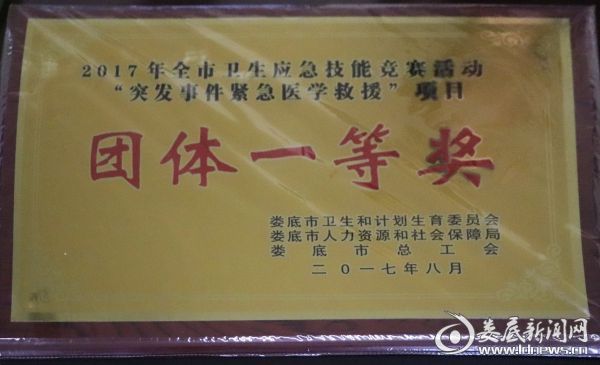 2017年全市卫生应急技能竞赛活动
“突发事件紧急医学救援”项目
团体一等奖
娄底市卫生和计划生育委员会
娄底市人力资源和社会保障局
娄底市总工会
二〇一七年八月
娄底新闻网
www.ldnews.cn